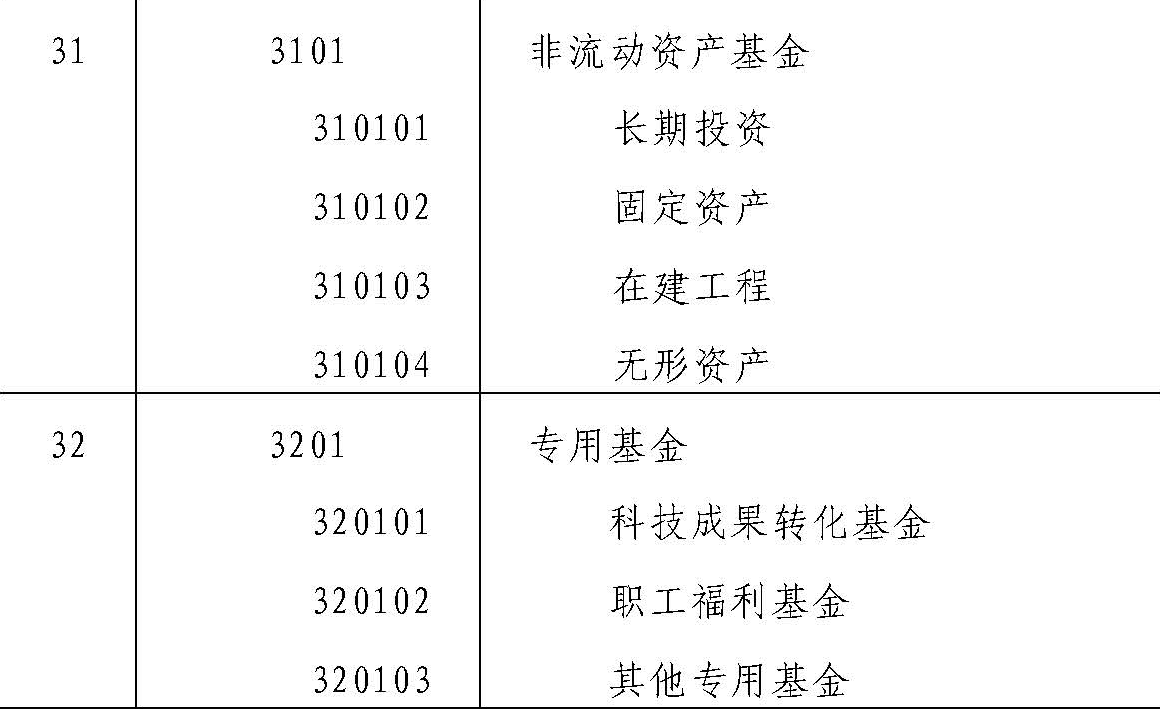 31 3101 非流动资产基金
310101 长期投资
310102 固定资产
310103 在建工程
310104 无形资产
32 3201 专用基金
320101 科技成果转化基金
320102 职工福利基金
320103 其他专用基金